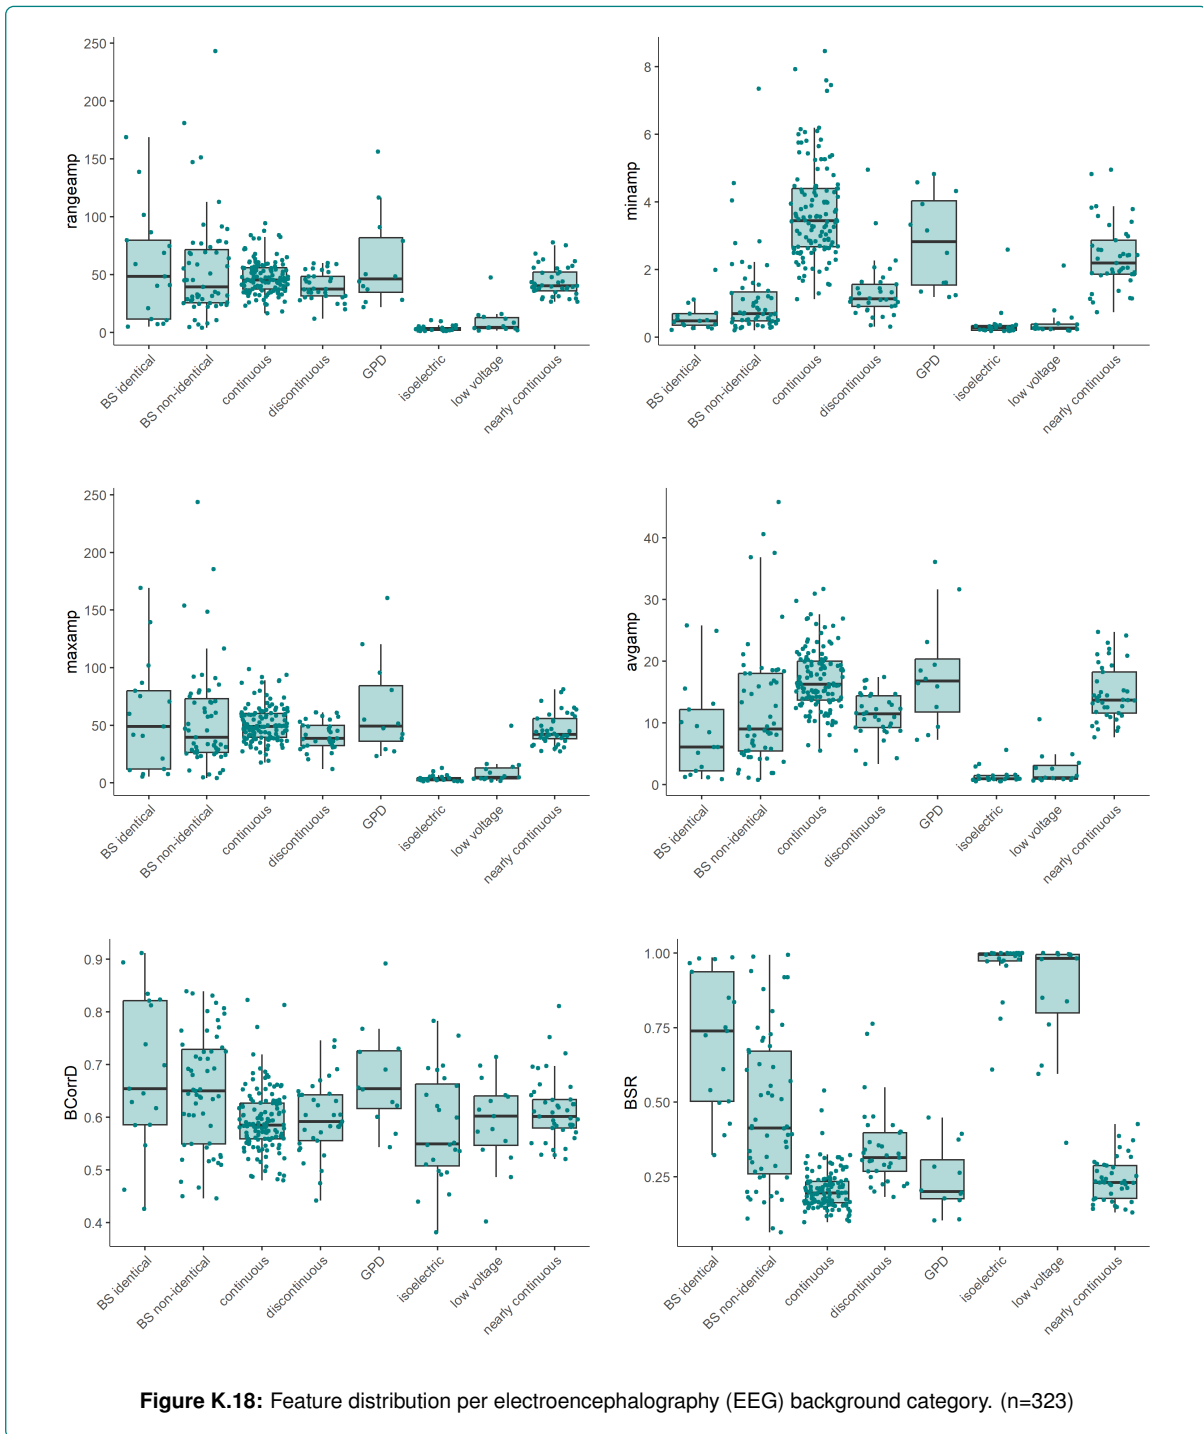 rangeamp
250
200
150
100
50
0
BS identical
BS non-identical
continuous
discontinuous
GPD
isoelectric
low voltage
nearly continuous
minamp
8
6
4
2
0
BS identical
BS non-identical
continuous
discontinuous
GPD
isoelectric
low voltage
nearly continuous
maxamp
250
200
150
100
50
0
BS identical
BS non-identical
continuous
discontinuous
GPD
isoelectric
low voltage
nearly continuous
avgamp
40
30
20
10
0
BS identical
BS non-identical
continuous
discontinuous
GPD
isoelectric
low voltage
nearly continuous
BCorrD
0.9
0.8
0.7
0.6
0.5
0.4
BS identical
BS non-identical
continuous
discontinuous
GPD
isoelectric
low voltage
nearly continuous
BSR
1.00
0.75
0.50
0.25
BS identical
BS non-identical
continuous
discontinuous
GPD
isoelectric
low voltage
nearly continuous
Figure K.18: Feature distribution per electroencephalography (EEG) background category. (n=323)